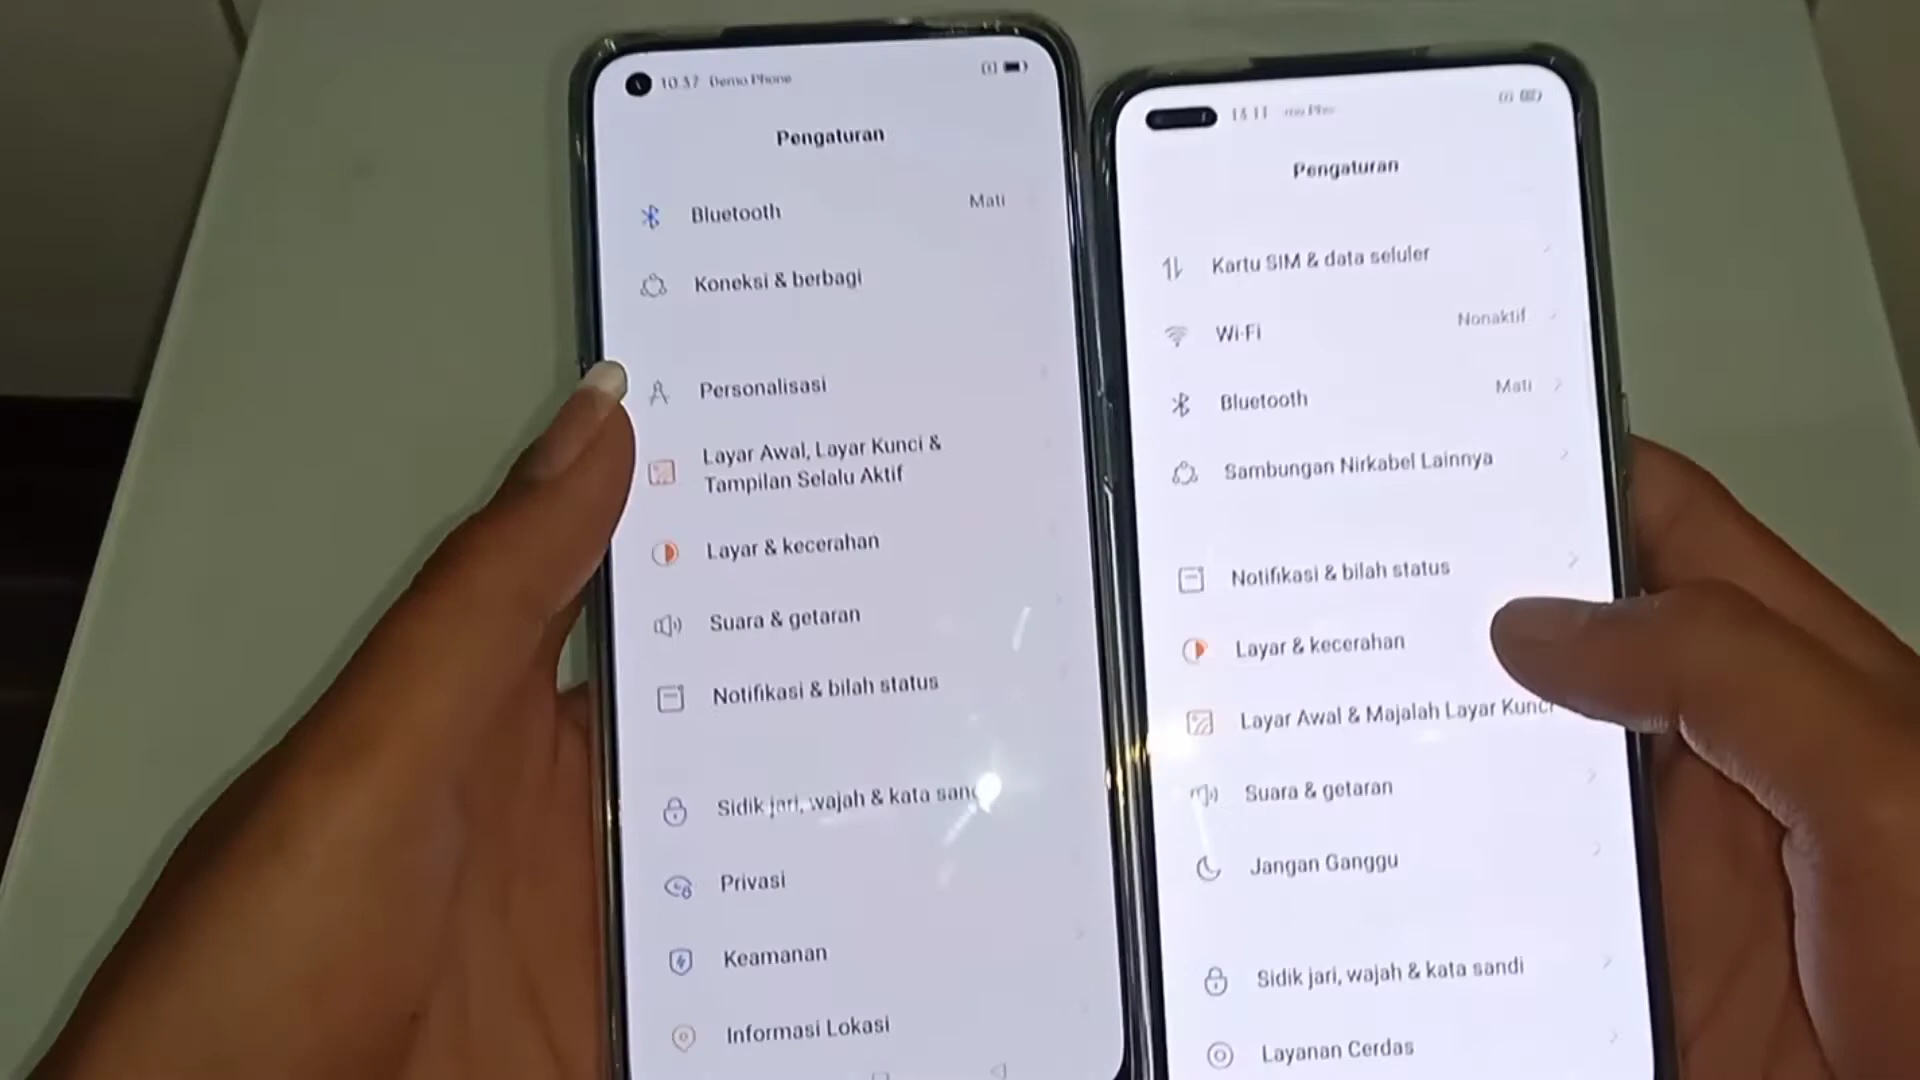 10:37 Demo Phone
Pengaturan
Bluetooth Mati
Koneksi & berbagi
Personalisasi
Layar Awal, Layar Kunci &
Tampilan Selalu Aktif
Layar & kecerahan
Suara & getaran
Notifikasi & bilah status
Sidik jari, wajah & kata
Privasi
Keamanan
Informasi Lokasi
Pengaturan
Kartu SIM & data seluler
Wi-Fi Nonaktif
Bluetooth Mati
Sambungan Nirkabel Lainnya
Notifikasi & bilah status
Layar & kecerahan
Layar Awal & Majalah Layar Kunci
Suara & getaran
Jangan Ganggu
Sidik jari, wajah & kata sandi
Layanan Cerdas